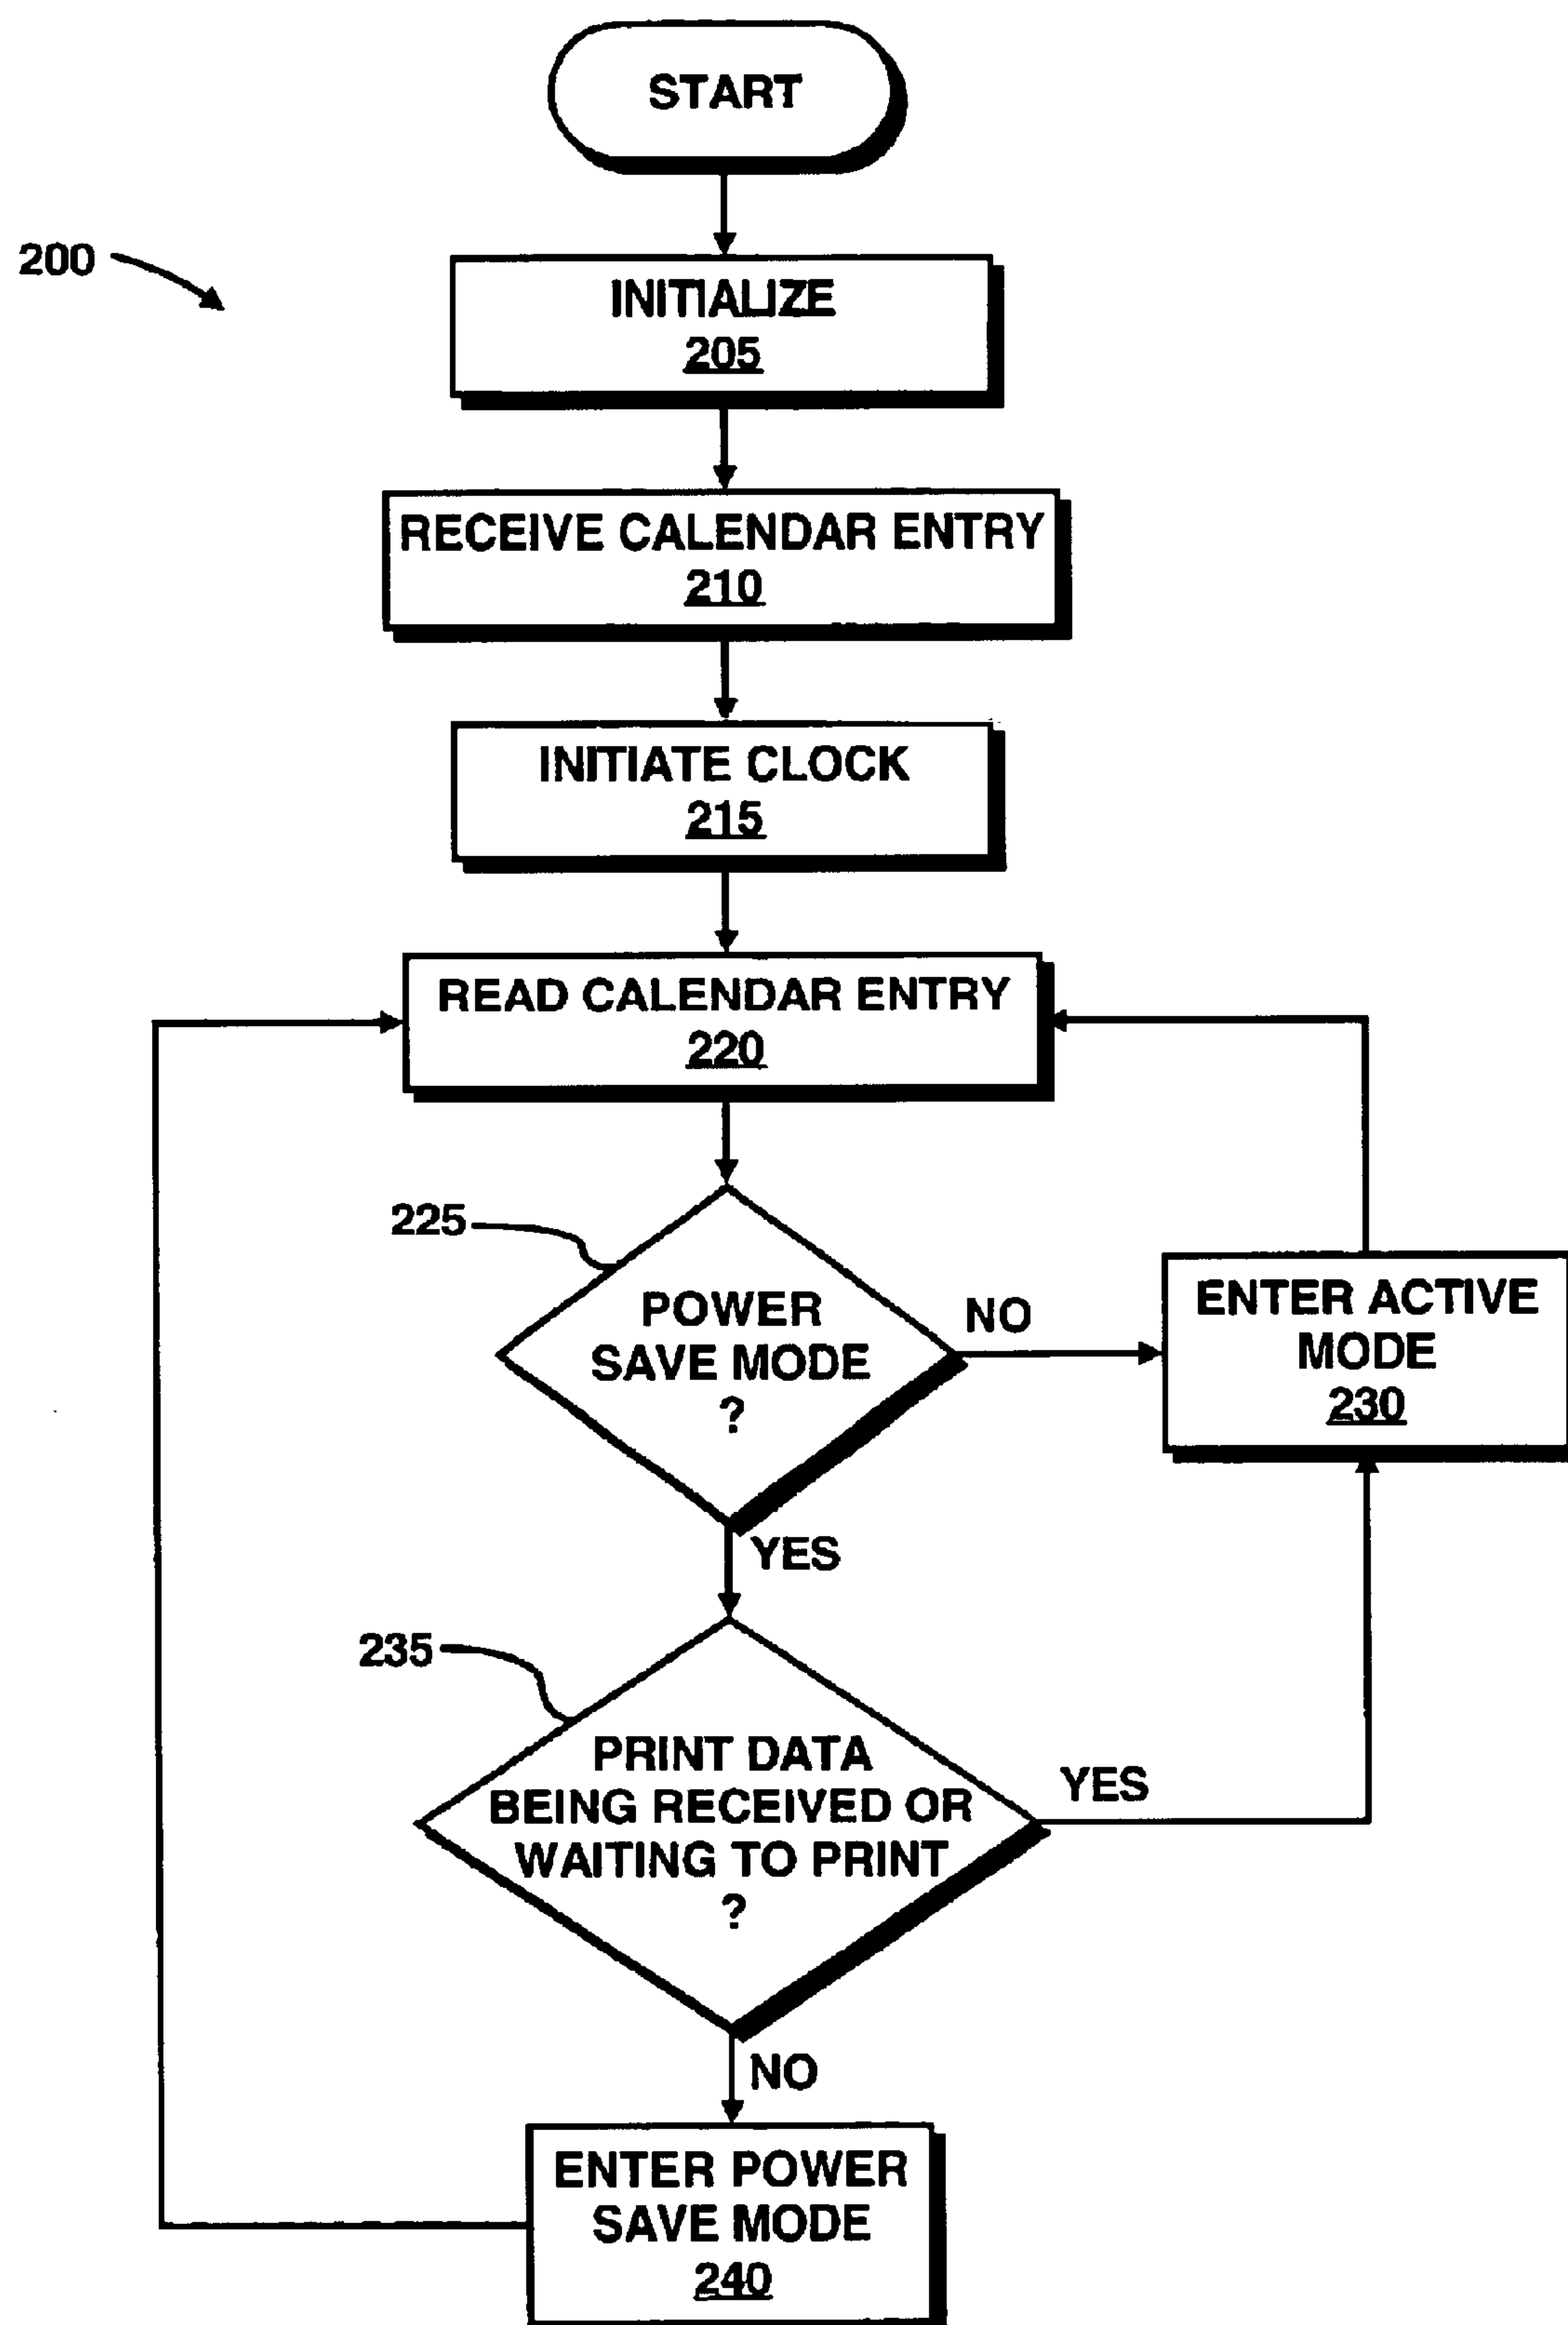 START
200
INITIALIZE
205
RECEIVE CALENDAR ENTRY
210
INITIATE CLOCK
215
READ CALENDAR ENTRY
220
225
POWER
SAVE MODE
?
NO
ENTER ACTIVE
MODE
230
YES
235
PRINT DATA
BEING RECEIVED OR
WAITING TO PRINT
?
YES
NO
ENTER POWER
SAVE MODE
240